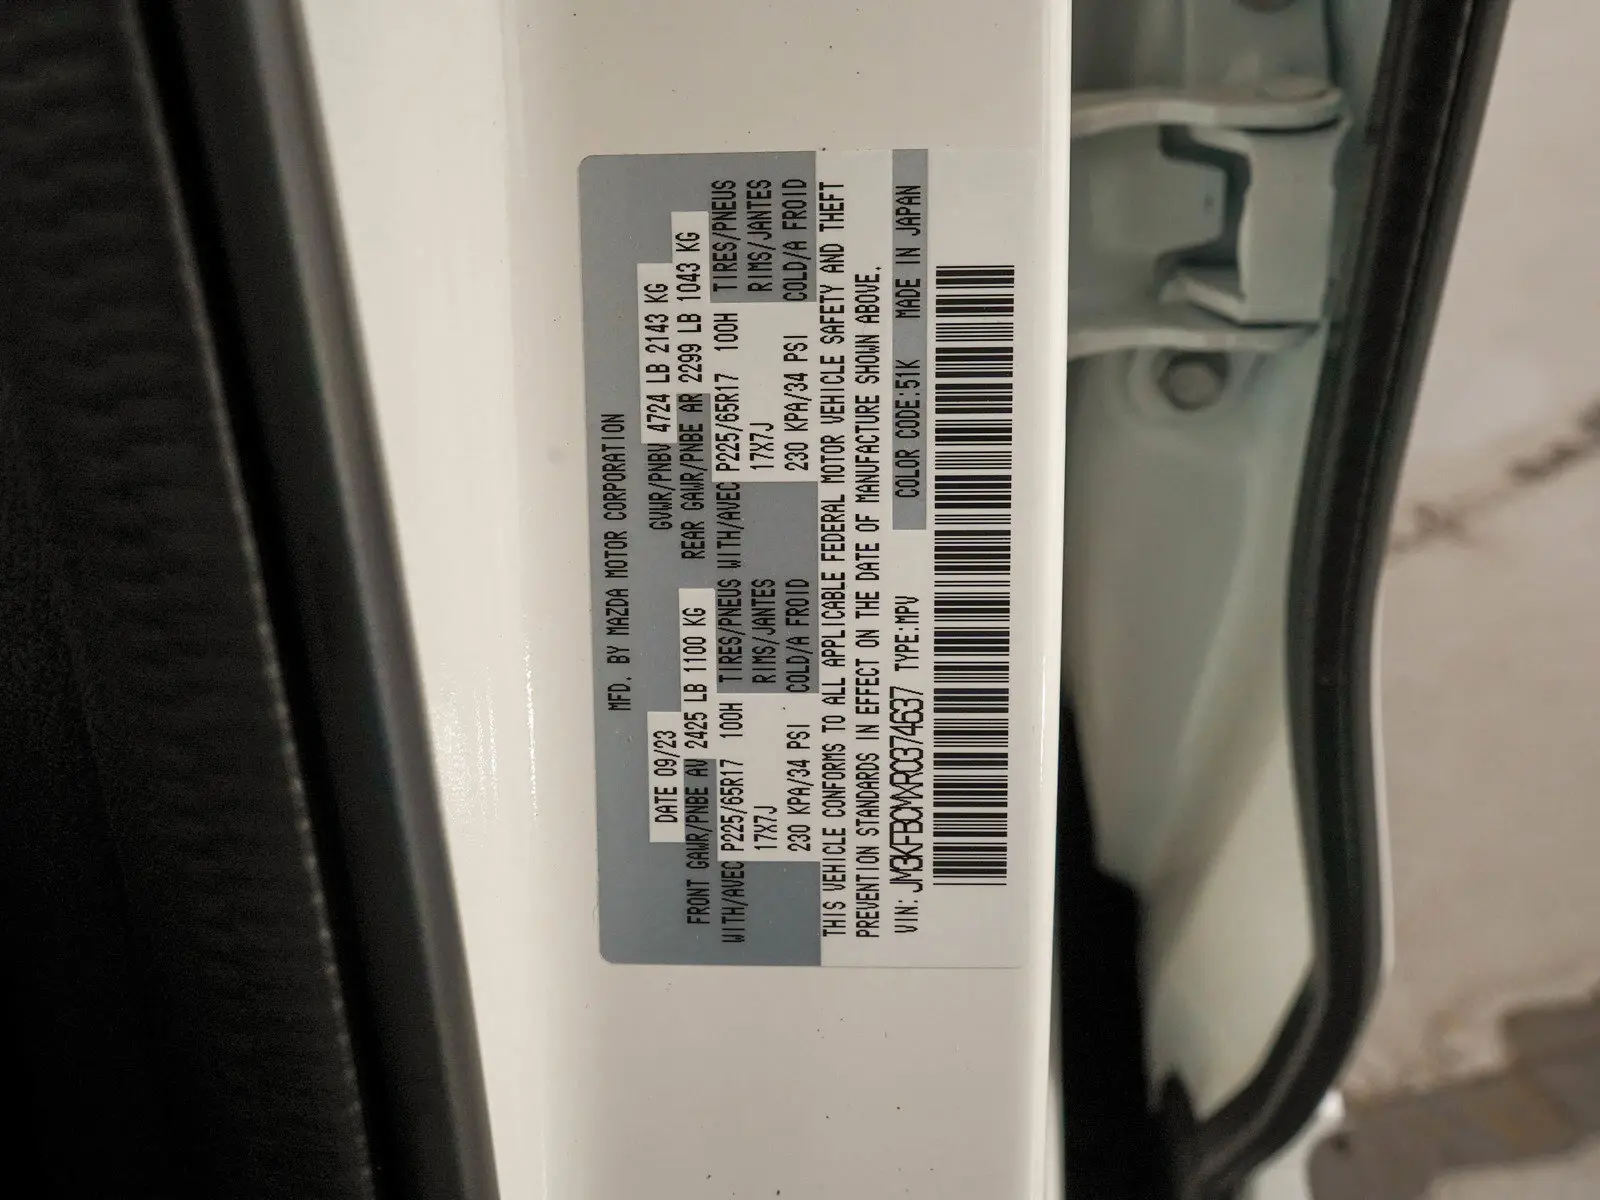 MFD. BY MAZDA MOTOR CORPORATION
DATE 09/23 GVWR/PNBV 4724 LB 2143 KG
FRONT GAWR/PNBE AV 2425 LB 1100 KG REAR GAWR/PNBE AR 2299 LB 1043 KG
WITH/AVEC P225/65R17 100H TIRES/PNEUS WITH/AVEC P225/65R17 100H TIRES/PNEUS
17X7J RIMS/JANTES 17X7J RIMS/JANTES
230 KPA/34 PSI COLD/A FROID 230 KPA/34 PSI COLD/A FROID
THIS VEHICLE CONFORMS TO ALL APPLICABLE FEDERAL MOTOR VEHICLE SAFETY AND THEFT
PREVENTION STANDARDS IN EFFECT ON THE DATE OF MANUFACTURE SHOWN ABOVE.
VIN: JM3KFBCMXR0374637 TYPE:MPV COLOR CODE:51K MADE IN JAPAN